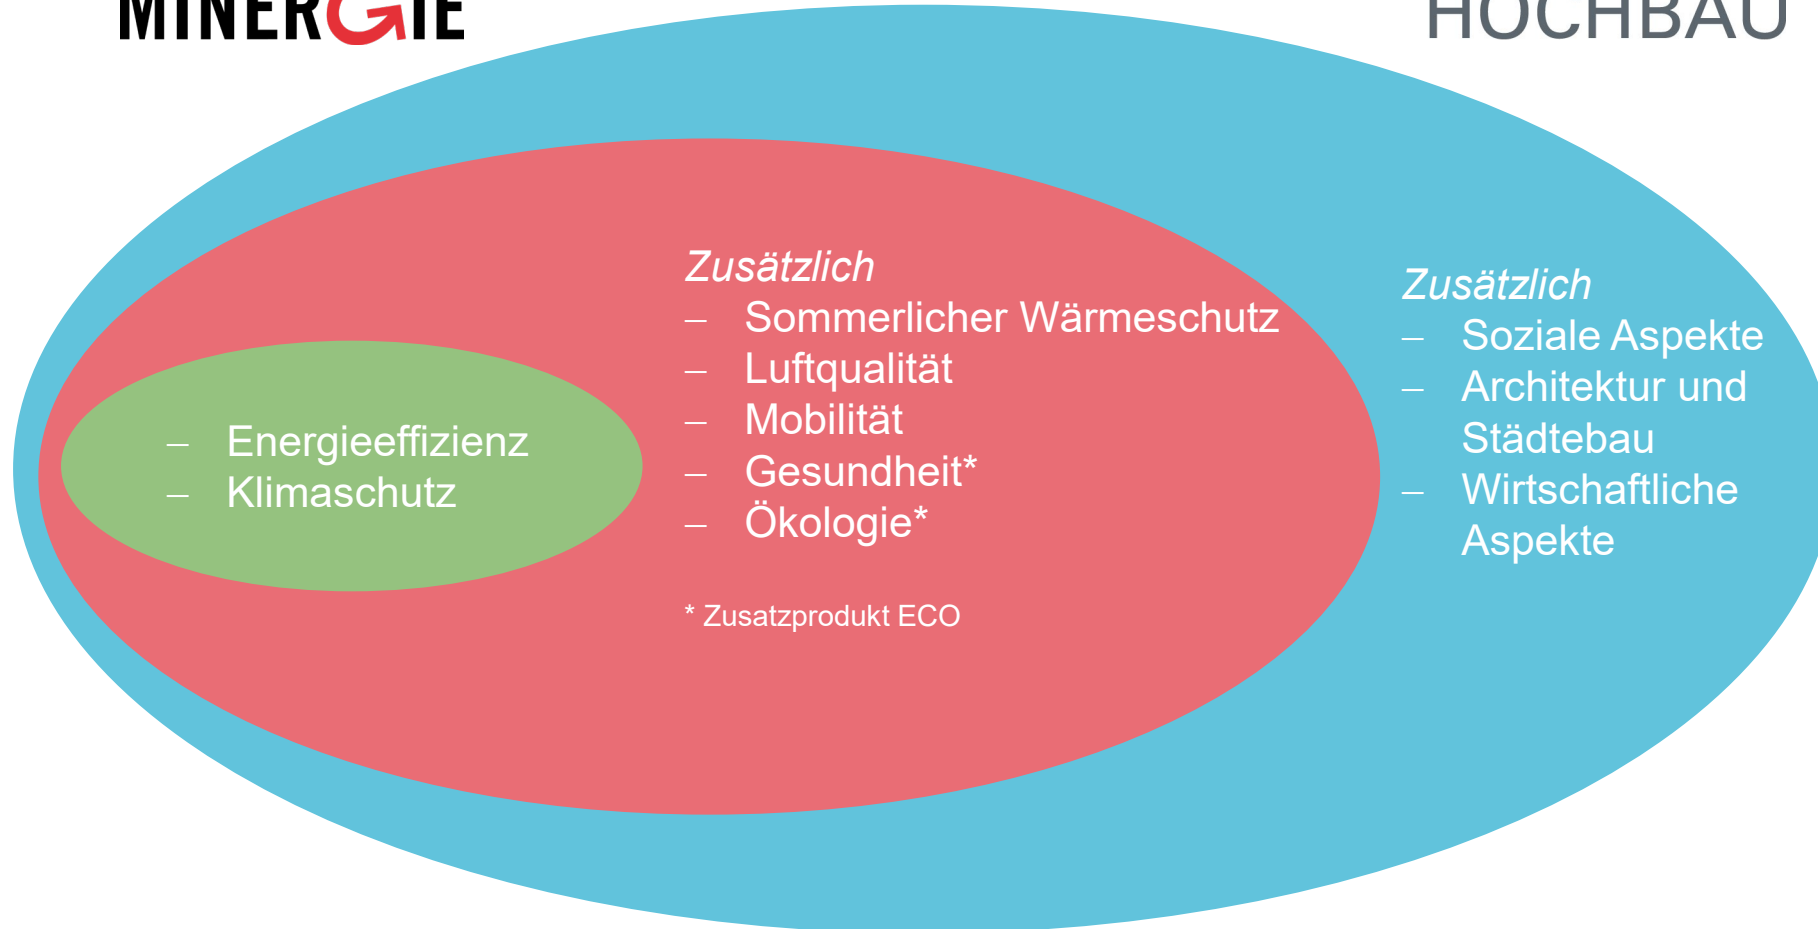 MINERGIE
HOCHBAU
Zusätzlich
– Sommerlicher Wärmeschutz
– Luftqualität
– Mobilität
– Gesundheit*
– Ökologie*
* Zusatzprodukt ECO
– Energieeffizienz
– Klimaschutz
Zusätzlich
– Soziale Aspekte
– Architektur und
Städtebau
– Wirtschaftliche
Aspekte